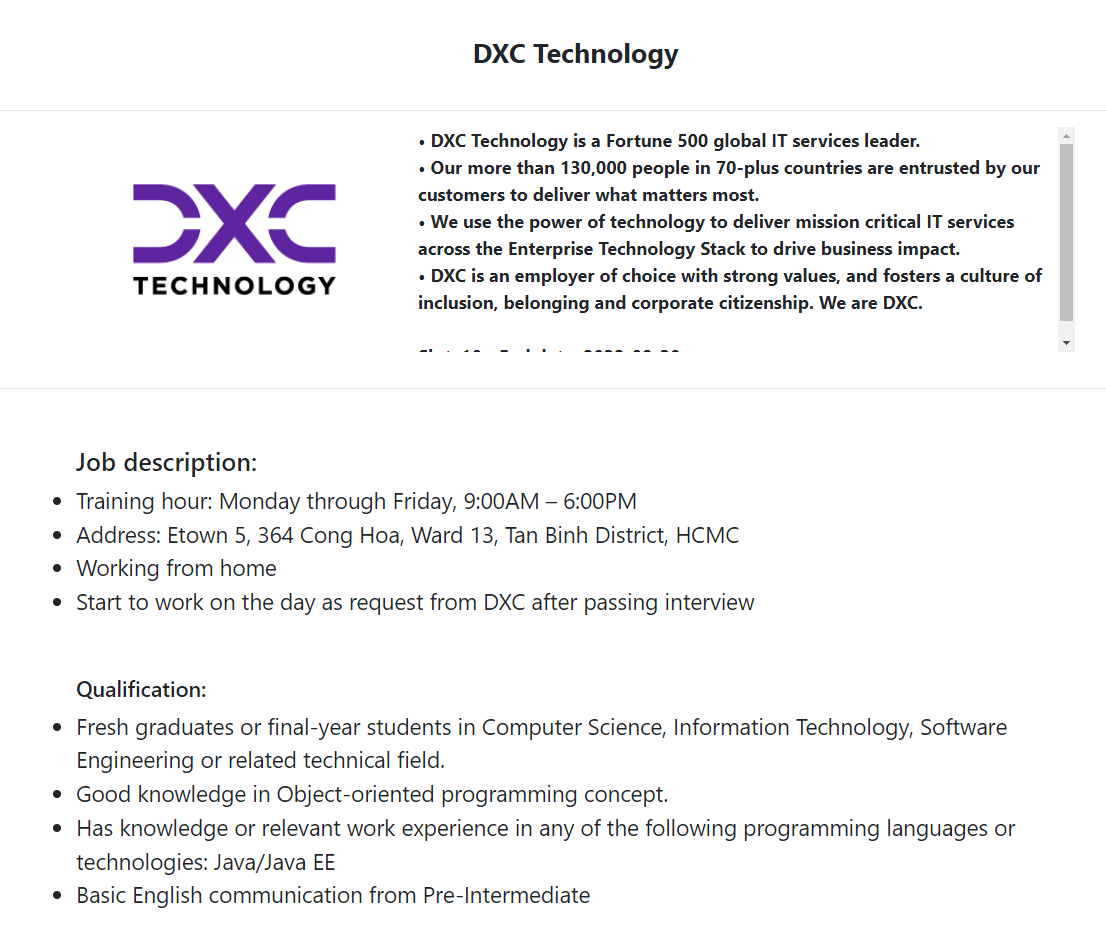 DXC Technology
DXC
TECHNOLOGY
• DXC Technology is a Fortune 500 global IT services leader.
• Our more than 130,000 people in 70-plus countries are entrusted by our
customers to deliver what matters most.
• We use the power of technology to deliver mission critical IT services
across the Enterprise Technology Stack to drive business impact.
• DXC is an employer of choice with strong values, and fosters a culture of
inclusion, belonging and corporate citizenship. We are DXC.
Job description:
• Training hour: Monday through Friday, 9:00AM – 6:00PM
• Address: Etown 5, 364 Cong Hoa, Ward 13, Tan Binh District, HCMC
• Working from home
• Start to work on the day as request from DXC after passing interview
Qualification:
• Fresh graduates or final-year students in Computer Science, Information Technology, Software
Engineering or related technical field.
• Good knowledge in Object-oriented programming concept.
• Has knowledge or relevant work experience in any of the following programming languages or
technologies: Java/Java EE
• Basic English communication from Pre-Intermediate